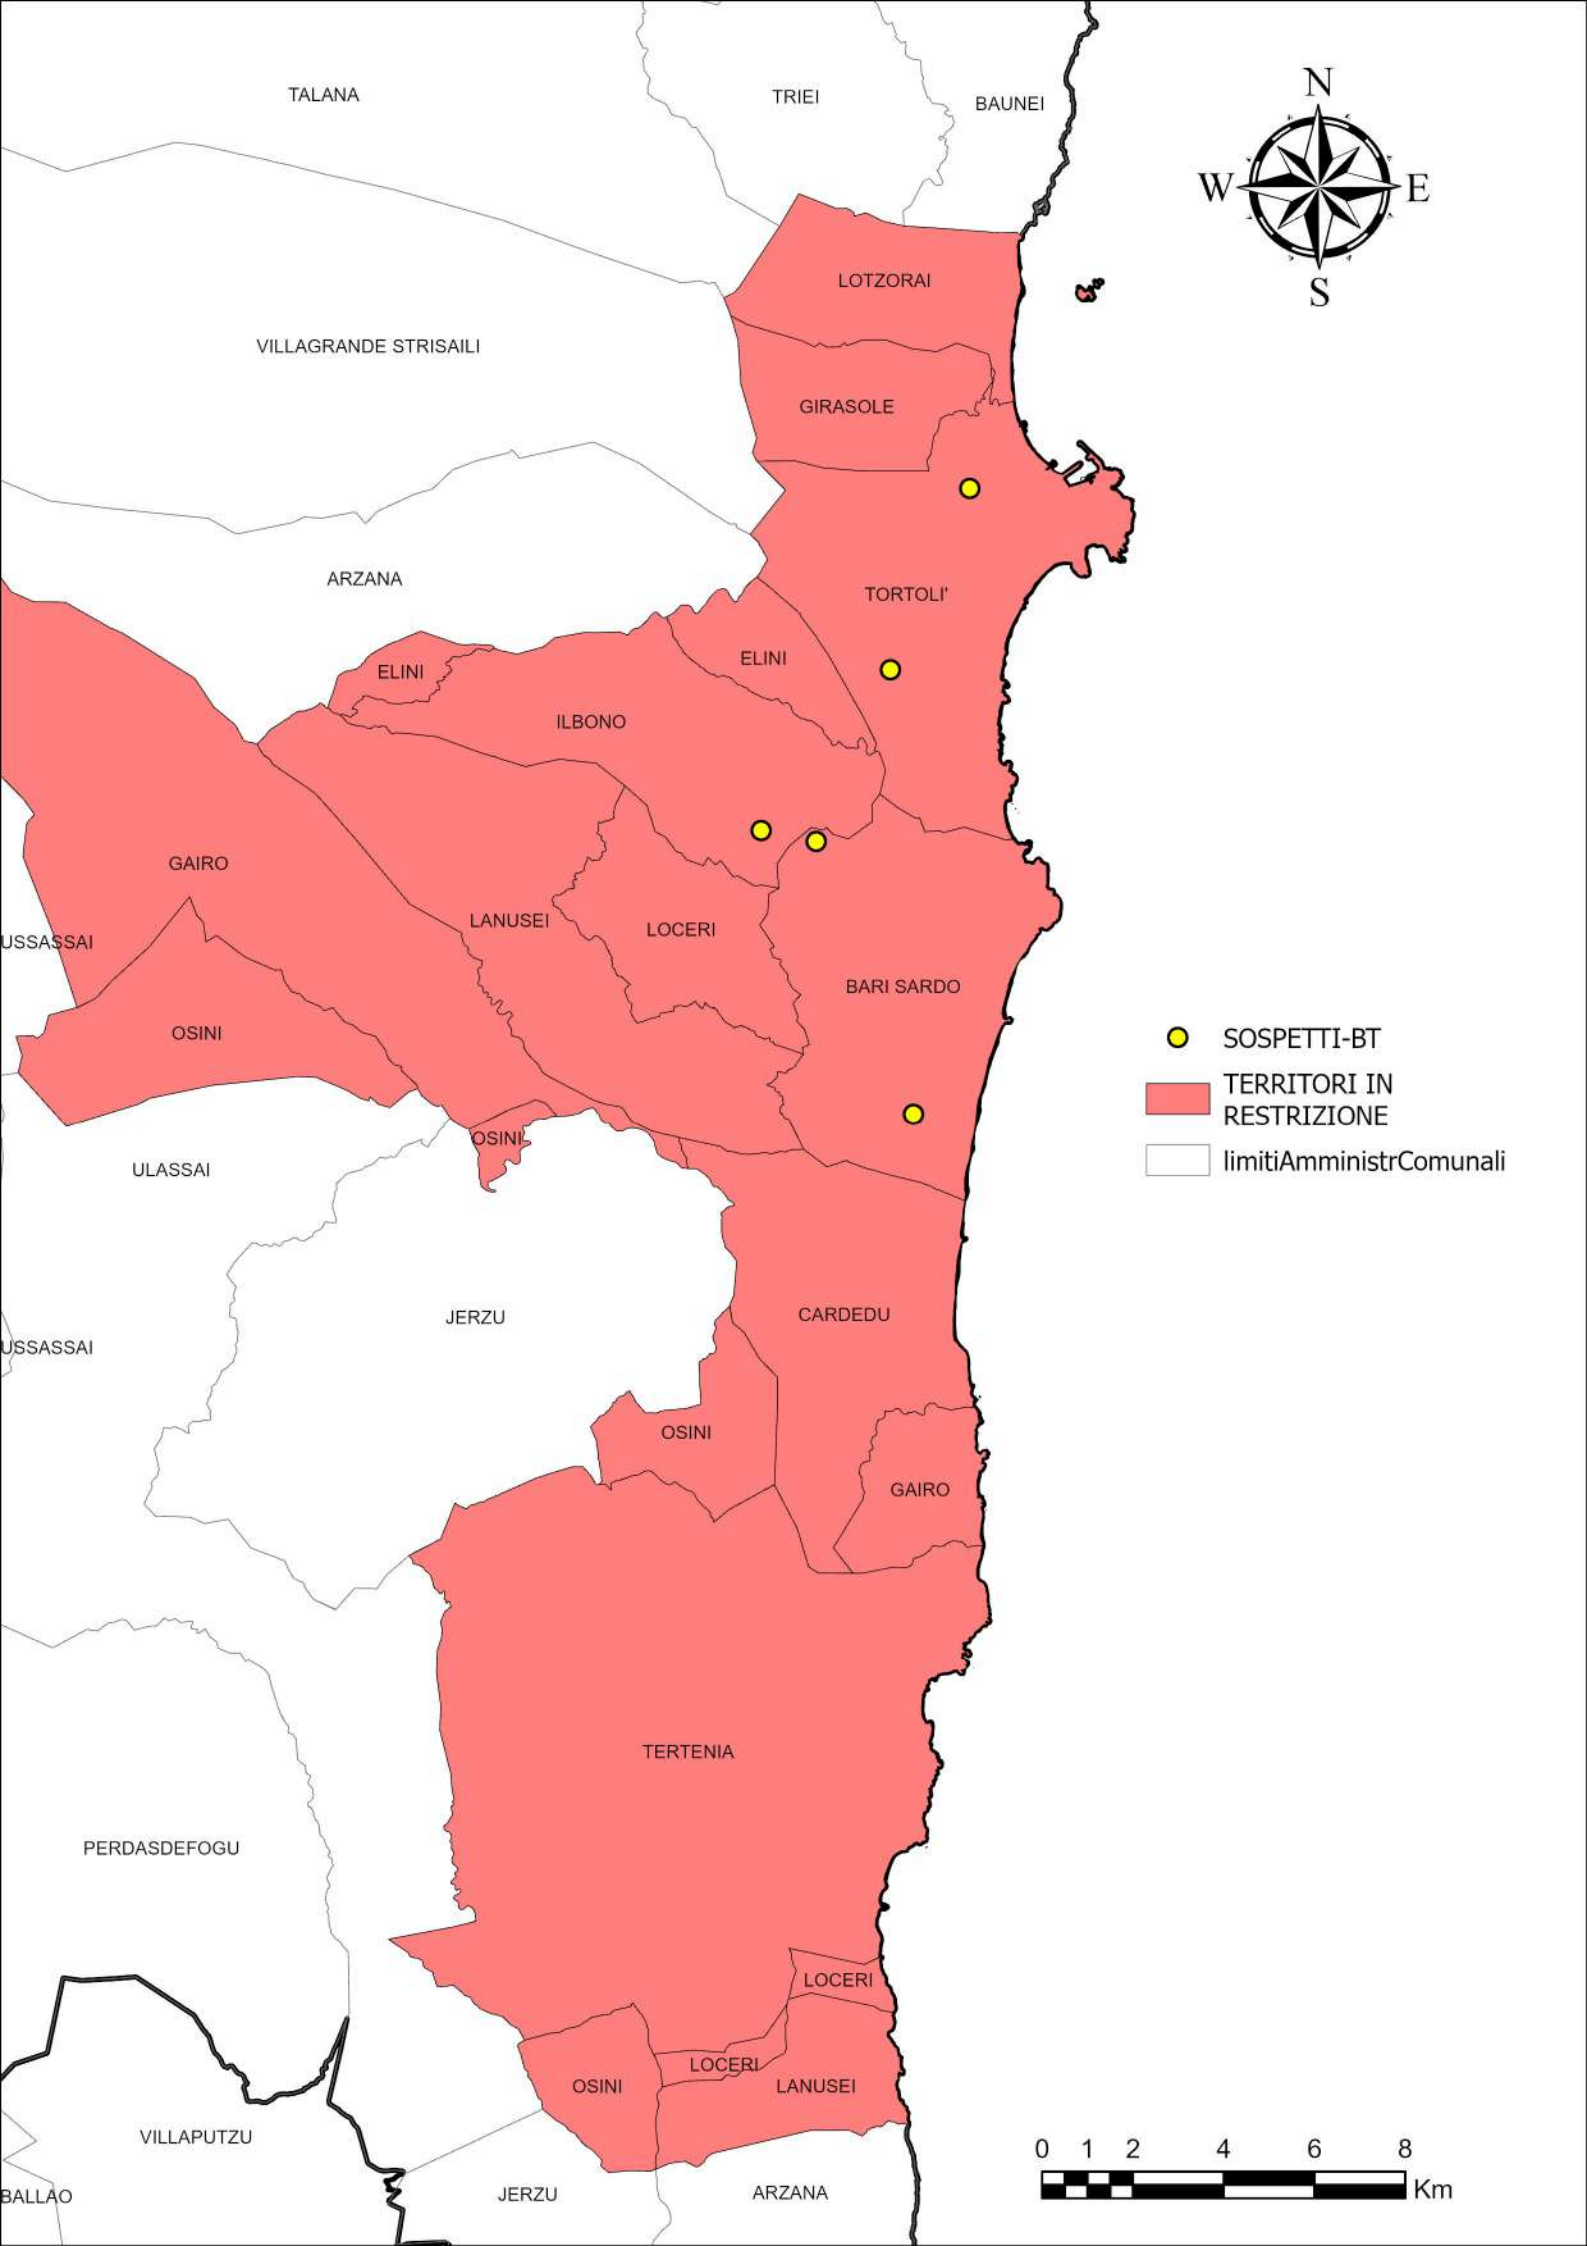 N
W
E
S
TALANA
TRIEI
BAUNEI
LOTZORAI
VILLAGRANDE STRISAILI
GIRASOLE
ARZANA
TORTOLI'
ELINI
ELINI
ILBONO
GAIRO
LANUSEI
LOCERI
USSASSAI
BARI SARDO
OSINI
OSINI
ULASSAI
SOSPETTI-BT
TERRITORI IN
RESTRIZIONE
limitiAmministrComunali
JERZU
CARDEDU
USSASSAI
OSINI
GAIRO
TERTENIA
PERDASDEFOGU
LOCERI
LOCERI
OSINI
LANUSEI
VILLAPUTZU
BALLAO
JERZU
ARZANA
0 1 2 4 6 8
Km